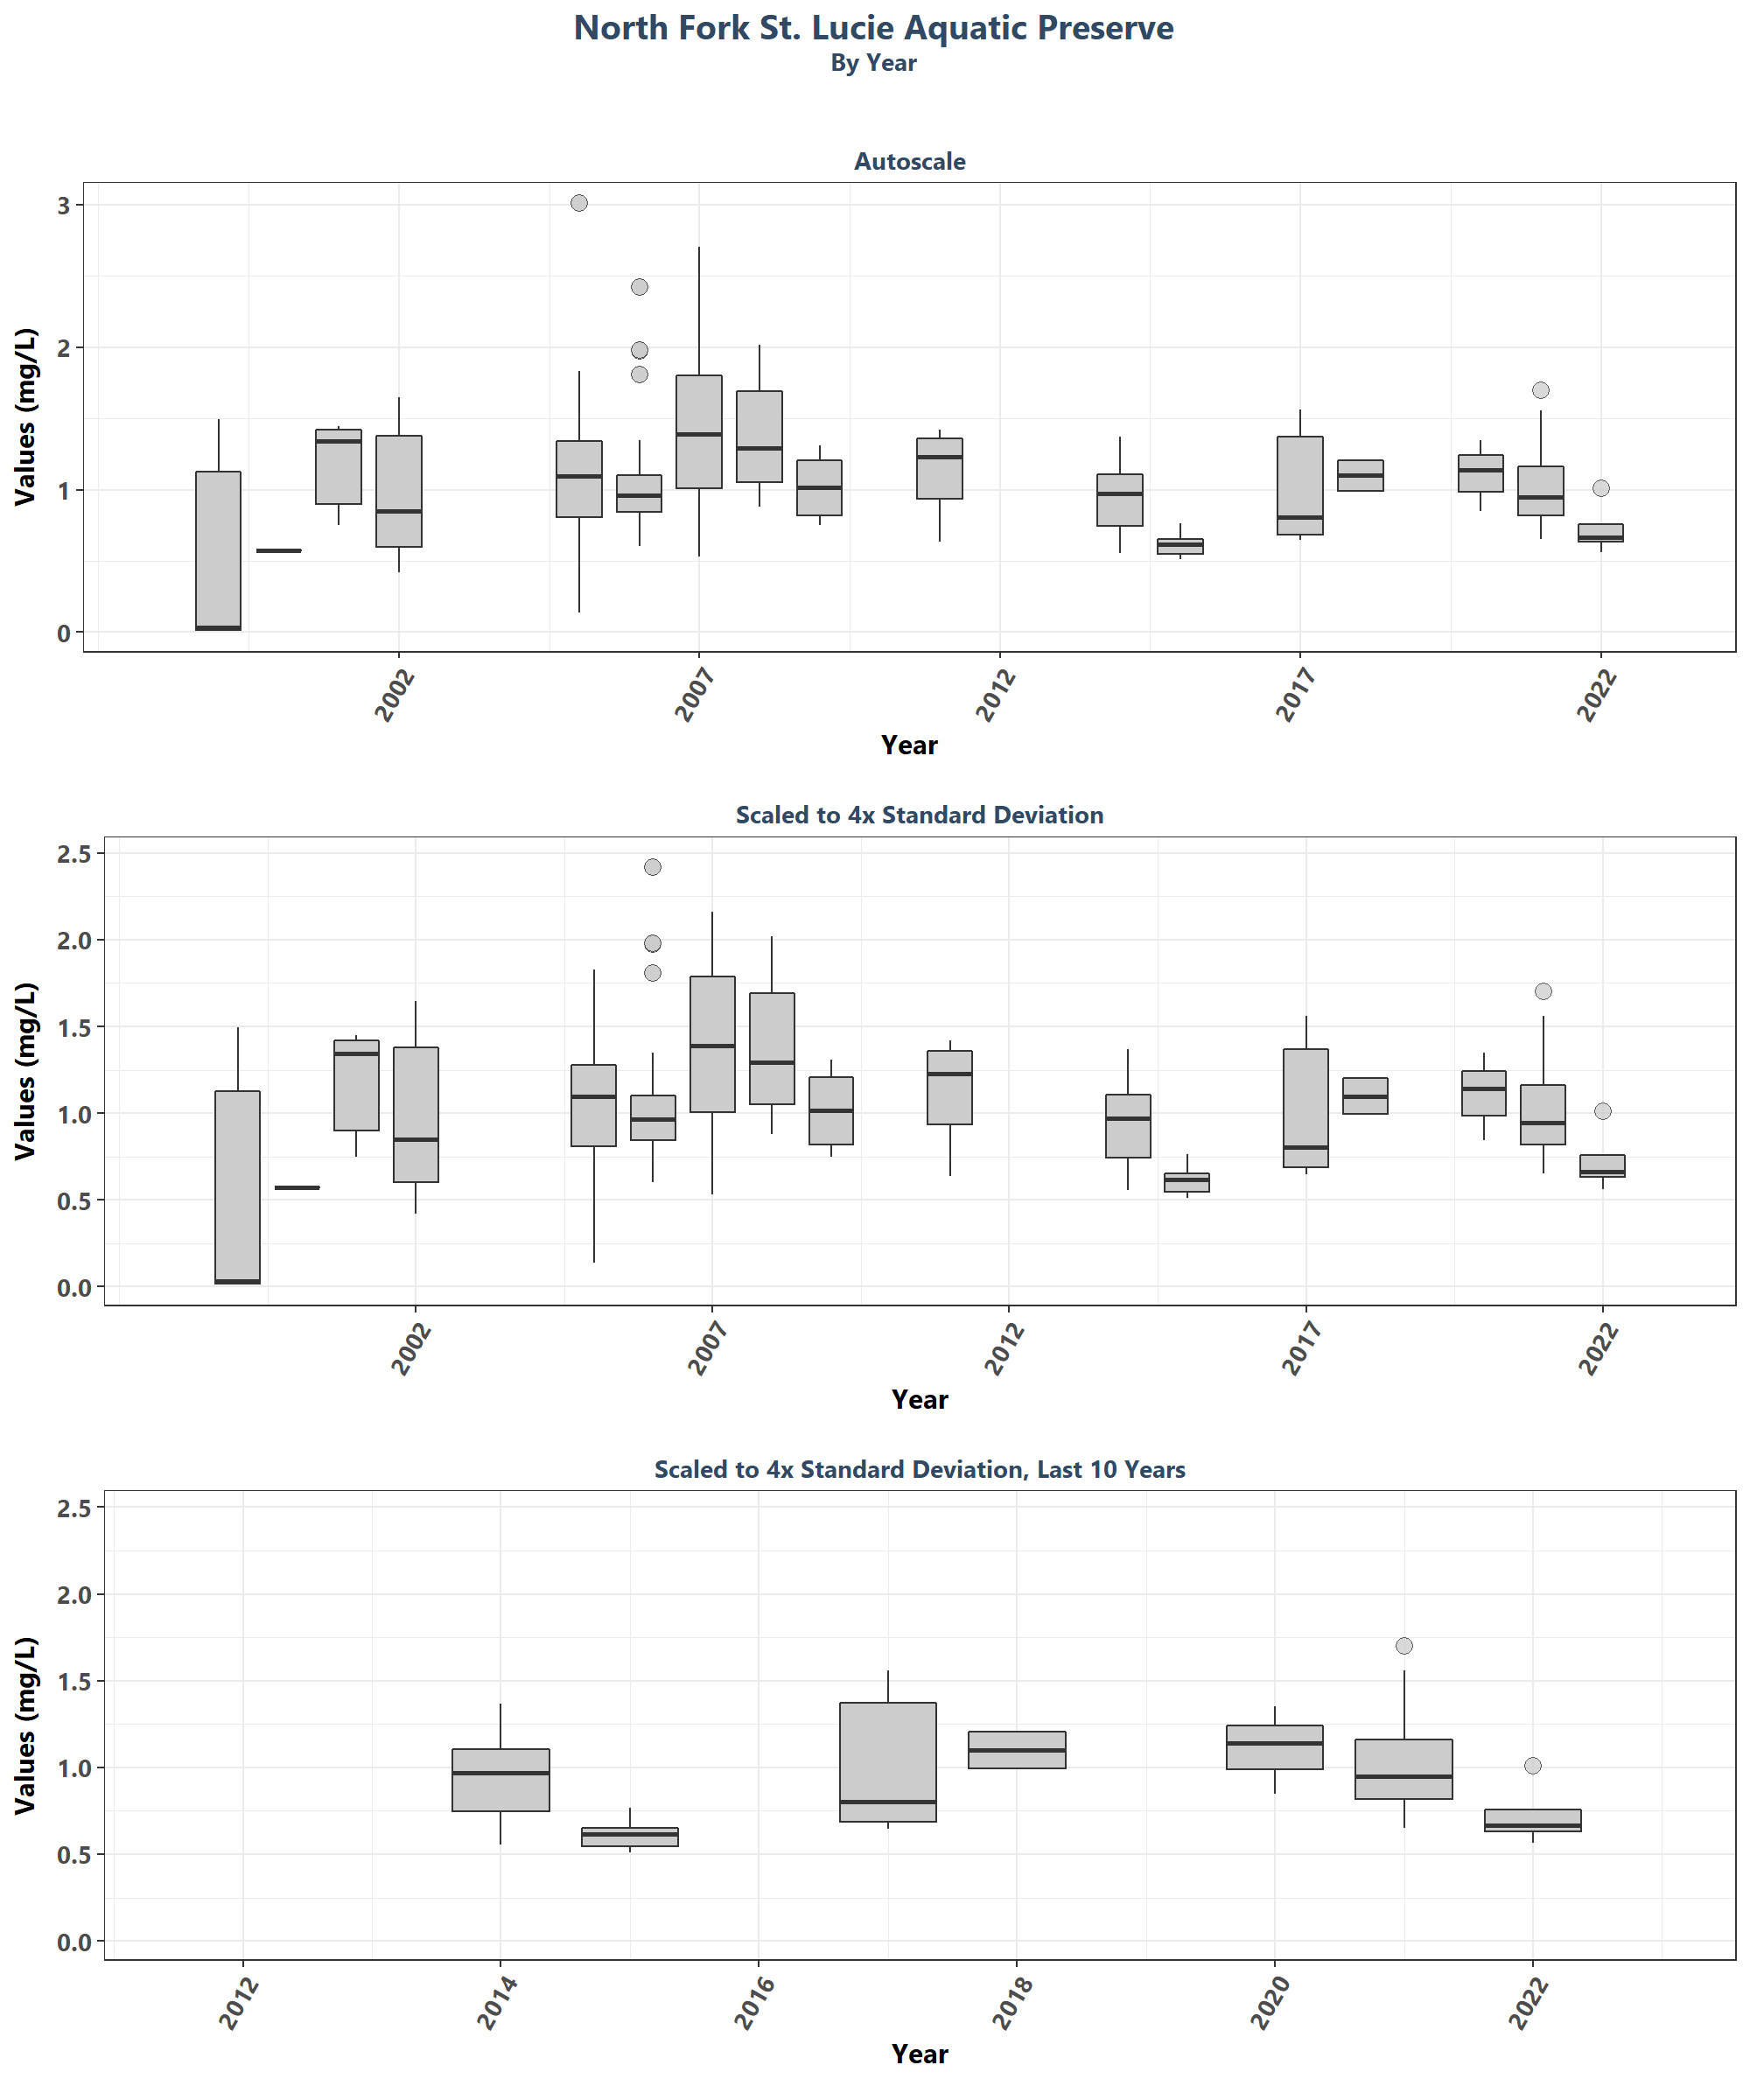 North Fork St. Lucie Aquatic Preserve
By Year
Autoscale
Values (mg/L)
3
2
1
0
2002 2007 2012 2017 2022
Year
Scaled to 4x Standard Deviation
Values (mg/L)
2.5
2.0
1.5
1.0
0.5
0.0
2002 2007 2012 2017 2022
Year
Scaled to 4x Standard Deviation, Last 10 Years
Values (mg/L)
2.5
2.0
1.5
1.0
0.5
0.0
2012 2014 2016 2018 2020 2022
Year